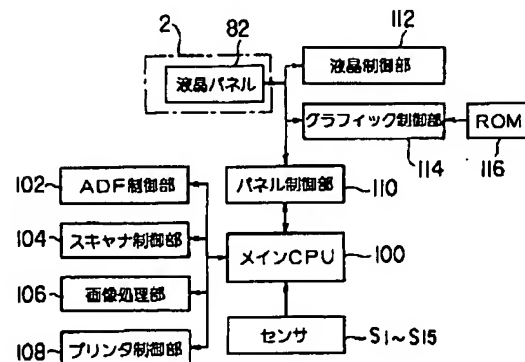 2
82
液晶パネル
112
液晶制御部
グラフィック制御部
114
ROM
116
パネル制御部
110
102
ADF制御部
104
スキャナ制御部
106
画像処理部
108
プリンタ制御部
メインCPU
100
センサ
S1~S15